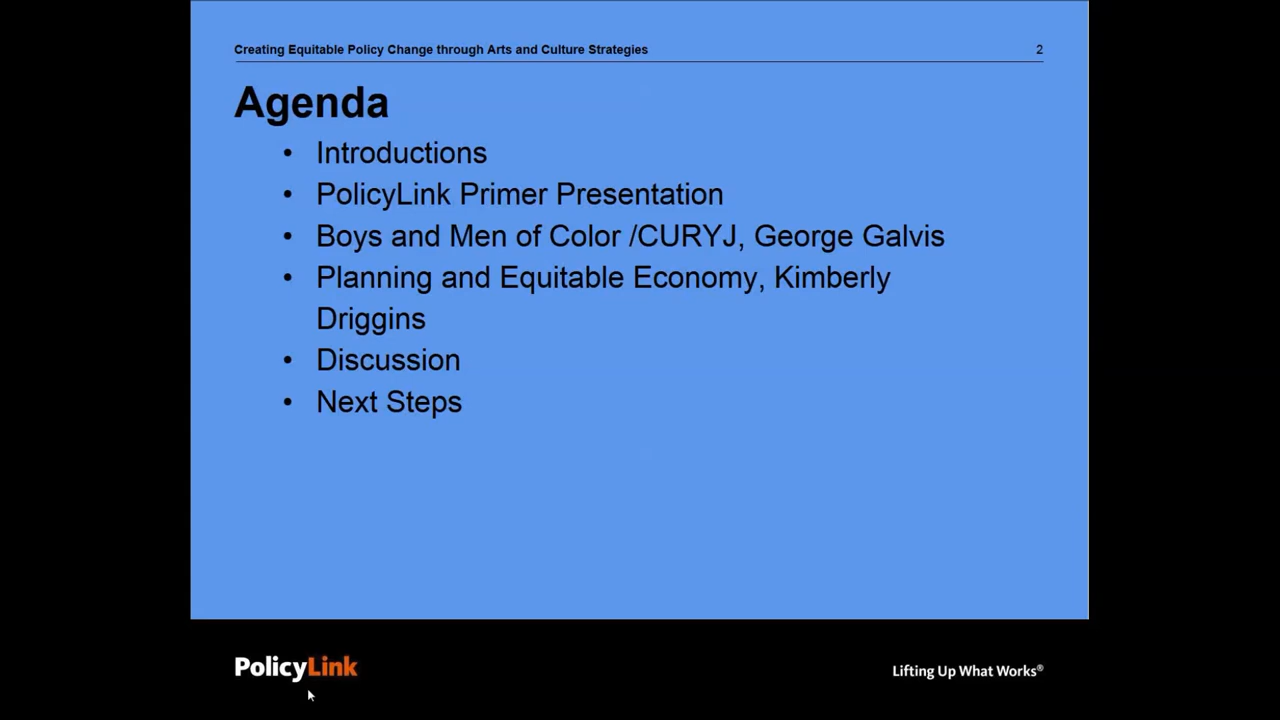 Creating Equitable Policy Change through Arts and Culture Strategies 2
Agenda
• Introductions
• PolicyLink Primer Presentation
• Boys and Men of Color /CURYJ, George Galvis
• Planning and Equitable Economy, Kimberly
Driggins
• Discussion
• Next Steps
PolicyLink Lifting Up What Works®